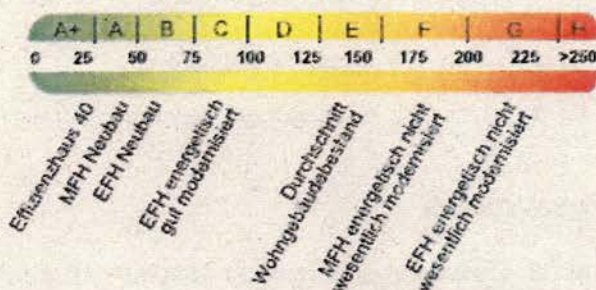 A+ A B C D E F G H
0 25 50 75 100 125 150 175 200 225 >250
Effizienzhaus 40
MFH Neubau
EFH Neubau
EFH energetisch
gut modernisiert
Durchschnitt
Wohngebäudebestand
MFH energetisch nicht
wesentlich modernisiert
EFH energetisch nicht
wesentlich modernisiert